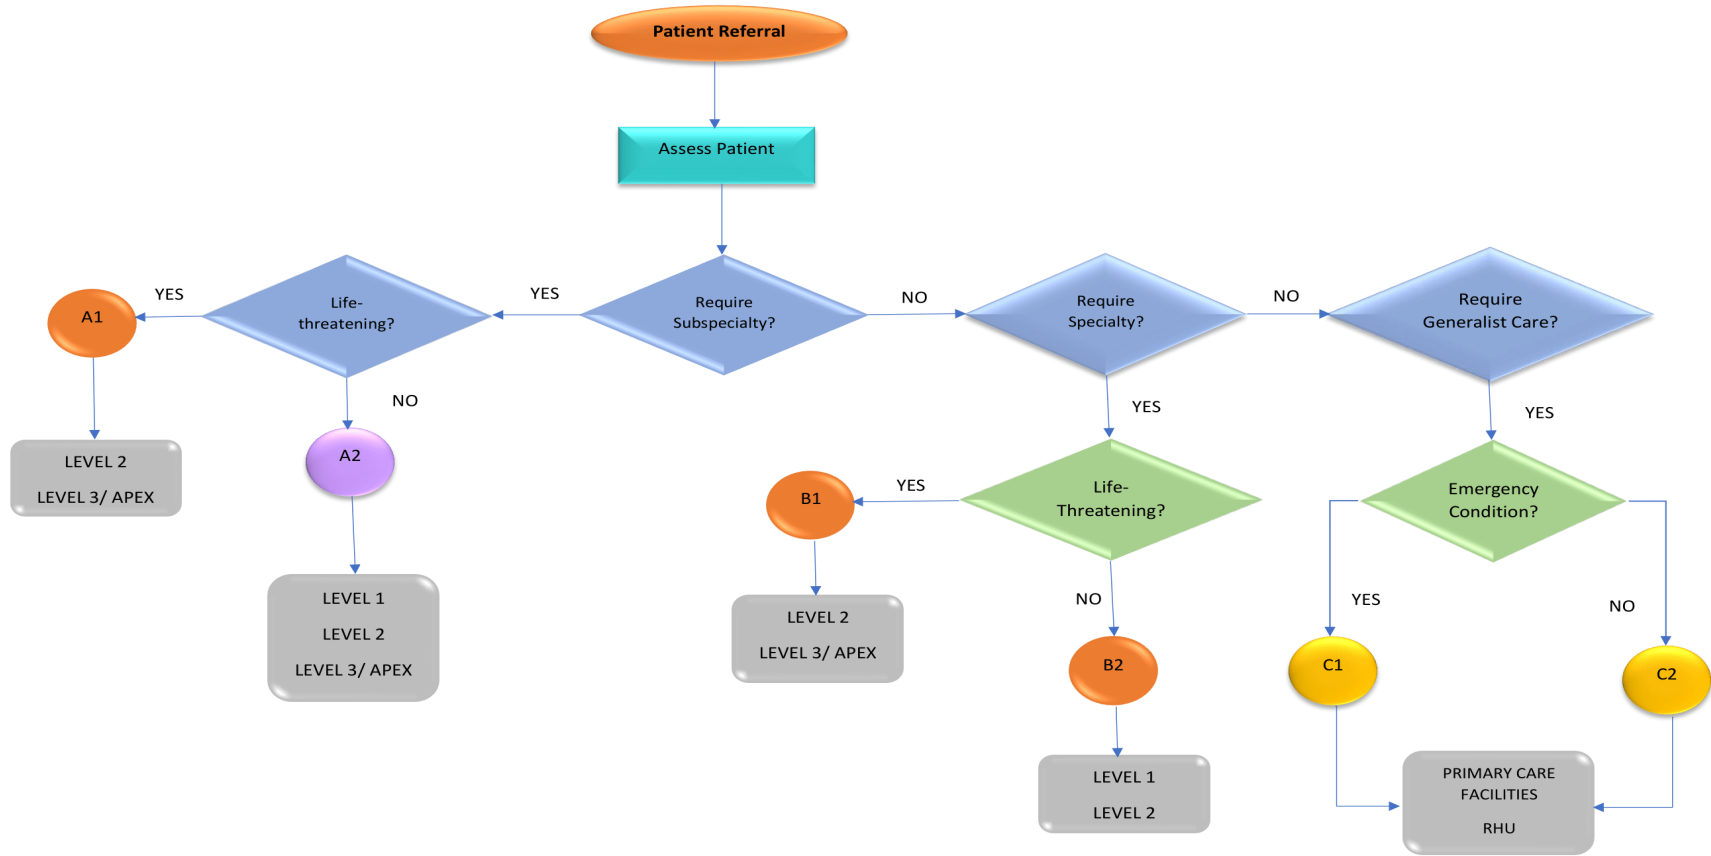 Patient Referral
Assess Patient
Require
Subspecialty?
YES
Life-
threatening?
YES
A1
LEVEL 2
LEVEL 3/ APEX
NO
A2
LEVEL 1
LEVEL 2
LEVEL 3/ APEX
NO
Require
Specialty?
YES
Life-
Threatening?
YES
B1
LEVEL 2
LEVEL 3/ APEX
NO
B2
LEVEL 1
LEVEL 2
NO
Require
Generalist Care?
YES
Emergency
Condition?
YES
C1
NO
C2
PRIMARY CARE
FACILITIES
RHU